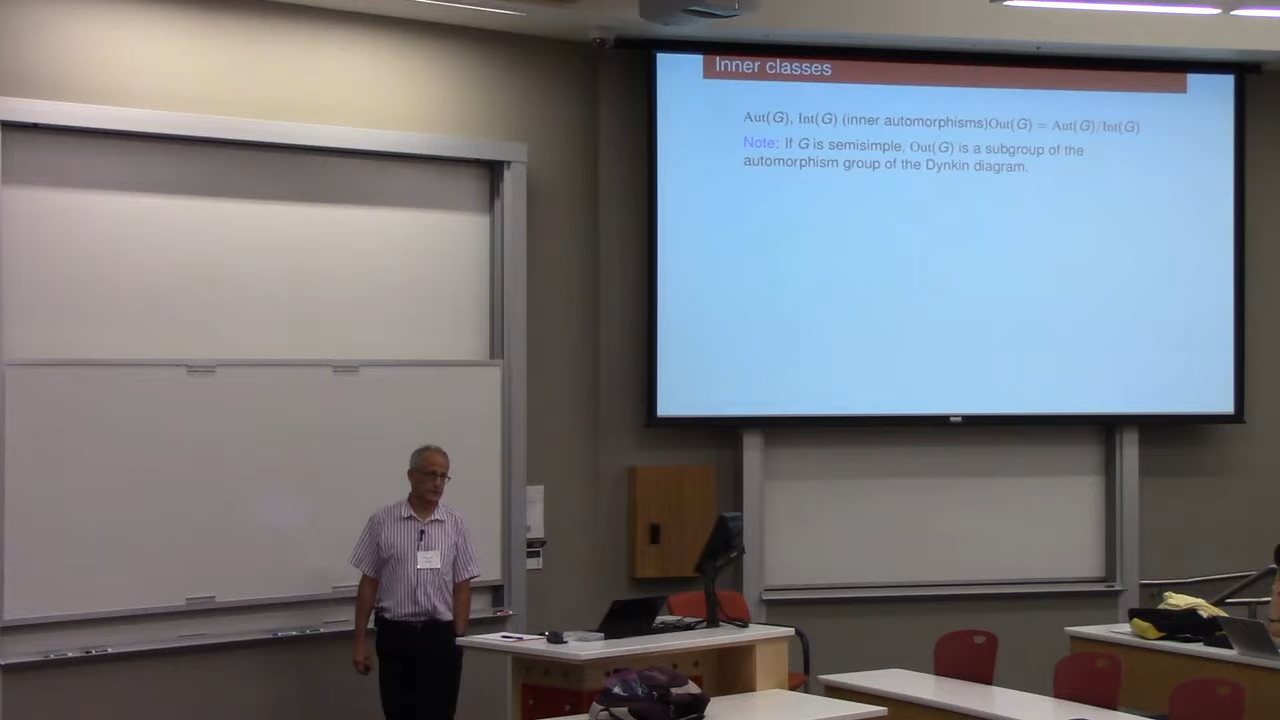 Inner classes
Aut(G), Int(G) (inner automorphisms)Out(G) = Aut(G)/Int(G)
Note: If G is semisimple, Out(G) is a subgroup of the
automorphism group of the Dynkin diagram.